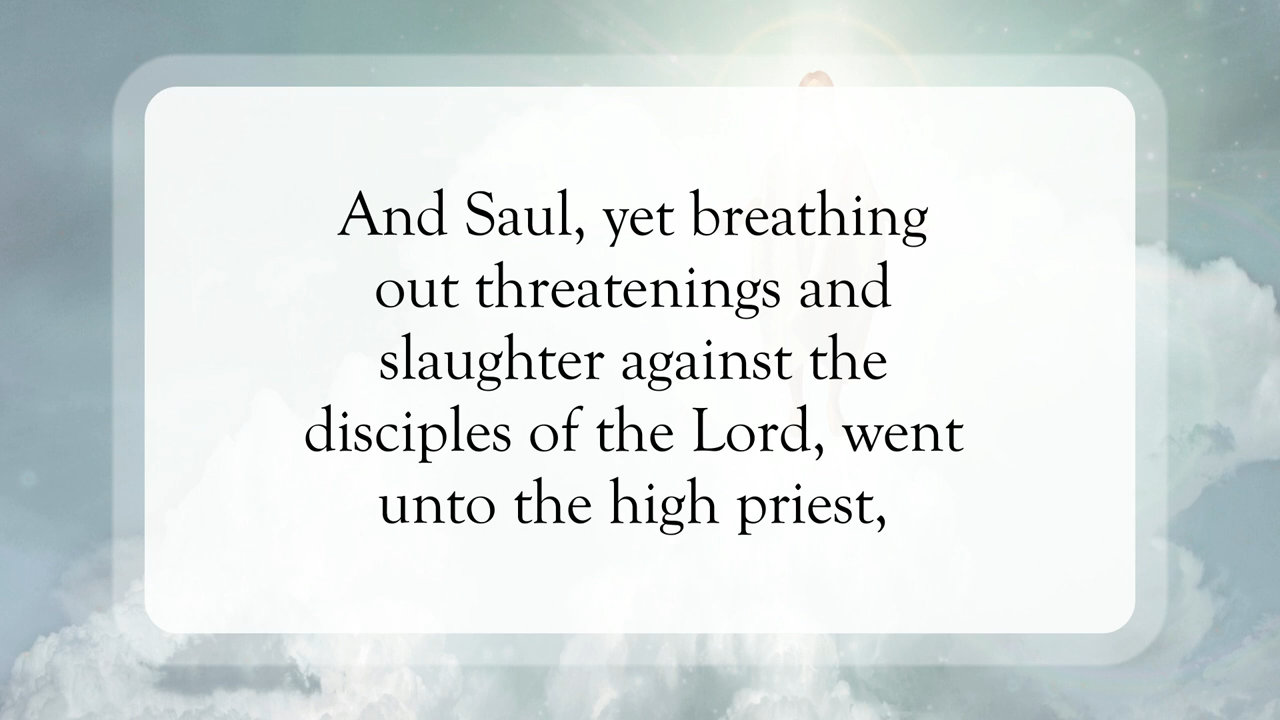 And Saul, yet breathing
out threatenings and
slaughter against the
disciples of the Lord, went
unto the high priest,